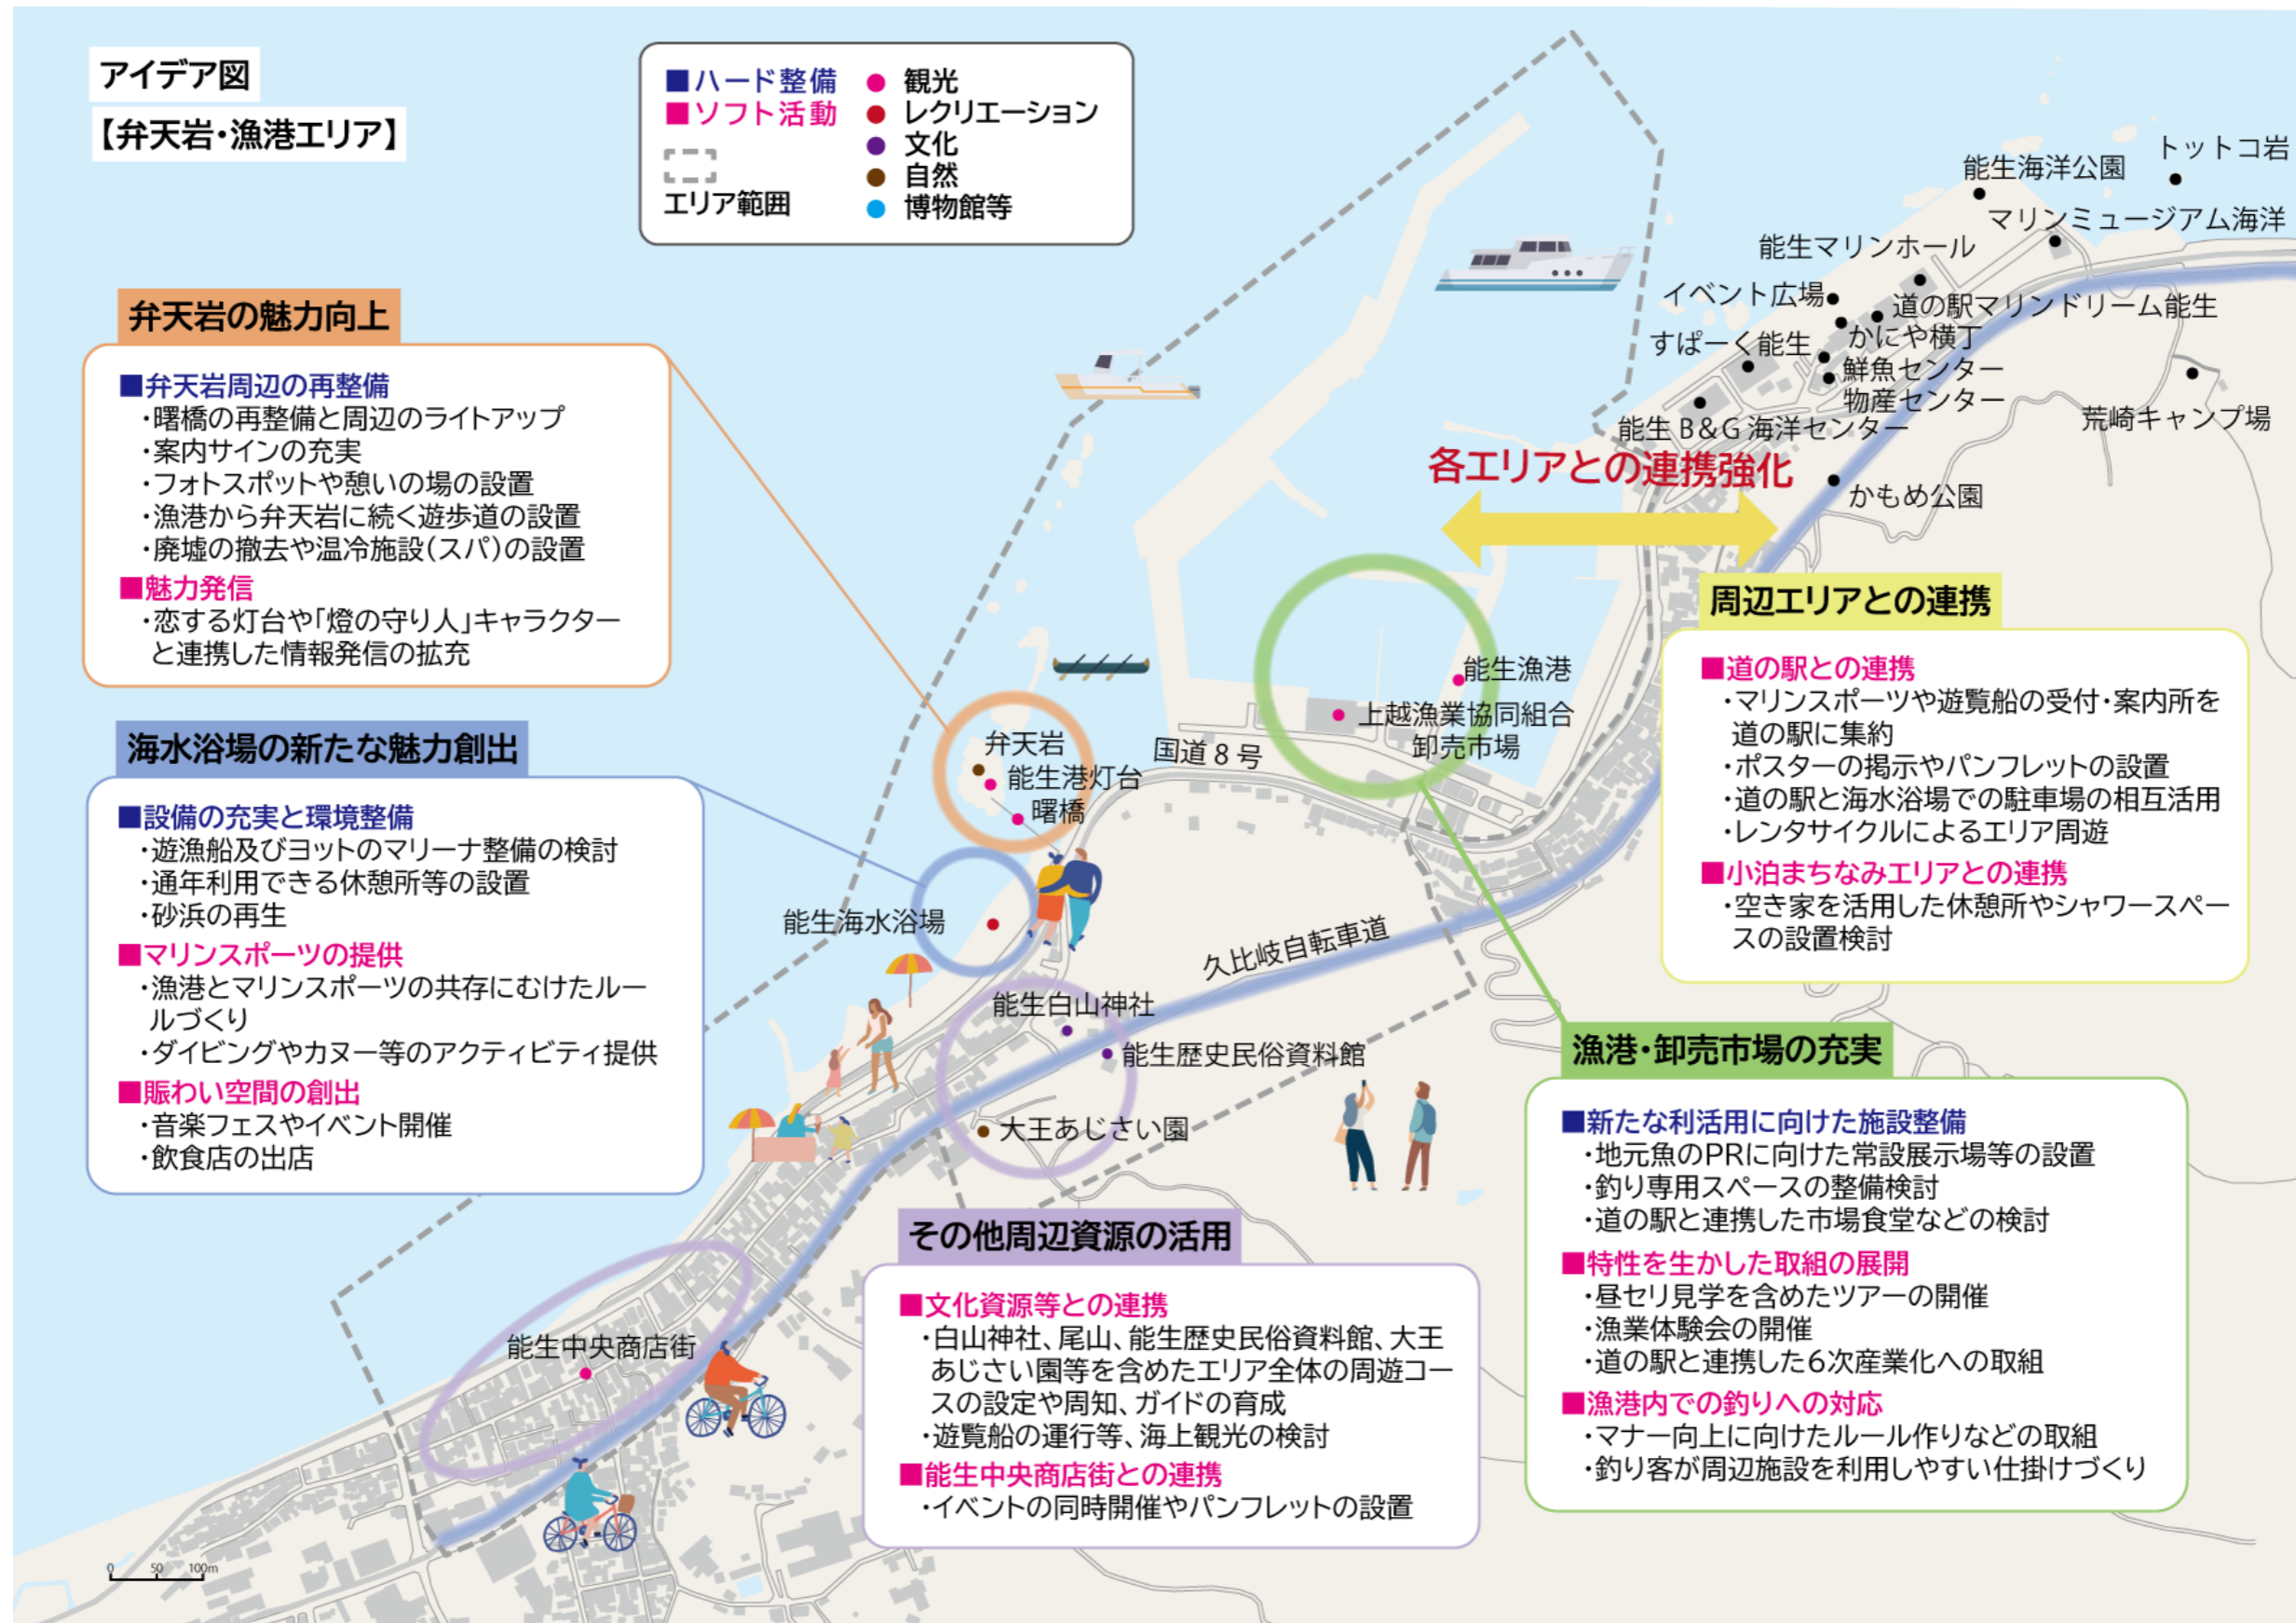 アイデア図
【弁天岩・漁港エリア】
■ハード整備
■ソフト活動
エリア範囲
● 観光
● レクリエーション
● 文化
● 自然
● 博物館等
弁天岩の魅力向上
■弁天岩周辺の再整備
・曙橋の再整備と周辺のライトアップ
・案内サインの充実
・フォトスポットや憩いの場の設置
・漁港から弁天岩に続く遊歩道の設置
・廃墟の撤去や温冷施設(スパ)の設置
■魅力発信
・恋する灯台や「燈の守り人」キャラクター
と連携した情報発信の拡充
海水浴場の新たな魅力創出
■設備の充実と環境整備
・遊漁船及びヨットのマリーナ整備の検討
・通年利用できる休憩所等の設置
・砂浜の再生
■マリンスポーツの提供
・漁港とマリンスポーツの共存にむけたルー
ルづくり
・ダイビングやカヌー等のアクティビティ提供
■賑わい空間の創出
・音楽フェスやイベント開催
・飲食店の出店
トットコ岩
能生海洋公園
マリンミュージアム海洋
能生マリンホール
イベント広場
道の駅マリンドリーム能生
かにや横丁
すぱーく能生
鮮魚センター
物産センター
荒崎キャンプ場
能生B&G海洋センター
各エリアとの連携強化
かもめ公園
周辺エリアとの連携
■道の駅との連携
・マリンスポーツや遊覧船の受付・案内所を
道の駅に集約
・ポスターの掲示やパンフレットの設置
・道の駅と海水浴場での駐車場の相互活用
・レンタサイクルによるエリア周遊
■小泊まちなみエリアとの連携
・空き家を活用した休憩所やシャワースペー
スの設置検討
能生漁港
上越漁業協同組合
卸売市場
国道8号
弁天岩
能生港灯台
曙橋
能生海水浴場
久比岐自転車道
能生白山神社
能生歴史民俗資料館
大王あじさい園
能生中央商店街
漁港・卸売市場の充実
■新たな利活用に向けた施設整備
・地元魚のPRに向けた常設展示場等の設置
・釣り専用スペースの整備検討
・道の駅と連携した市場食堂などの検討
■特性を生かした取組の展開
・昼セリ見学を含めたツアーの開催
・漁業体験会の開催
・道の駅と連携した6次産業化への取組
■漁港内での釣りへの対応
・マナー向上に向けたルール作りなどの取組
・釣り客が周辺施設を利用しやすい仕掛けづくり
その他周辺資源の活用
■文化資源等との連携
・白山神社、尾山、能生歴史民俗資料館、大王
あじさい園等を含めたエリア全体の周遊コー
スの設定や周知、ガイドの育成
・遊覧船の運行等、海上観光の検討
■能生中央商店街との連携
・イベントの同時開催やパンフレットの設置
0 50 100m